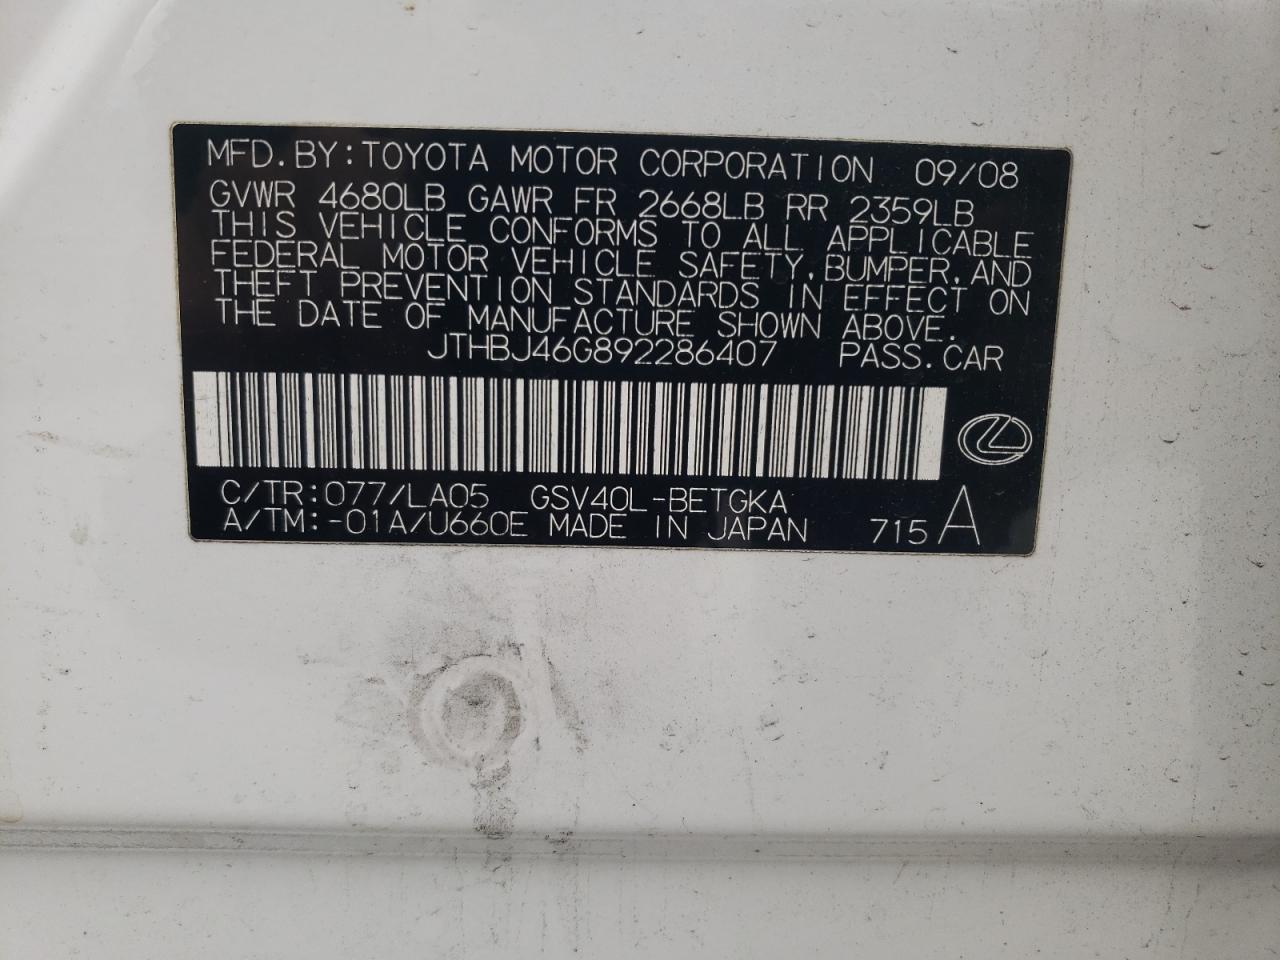 MFD.BY:TOYOTA MOTOR CORPORATION 09/08
GVWR 4680LB GAWR FR 2668LB RR 2359LB
THIS VEHICLE CONFORMS TO ALL APPLICABLE
FEDERAL MOTOR VEHICLE SAFETY,BUMPER,AND
THEFT PREVENTION STANDARDS IN EFFECT ON
THE DATE OF MANUFACTURE SHOWN ABOVE.
JTHBJ46G892286407 PASS.CAR
C/TR:077/LA05 GSV40L-BETGKA
A/TM:-01A/U660E MADE IN JAPAN 715 A